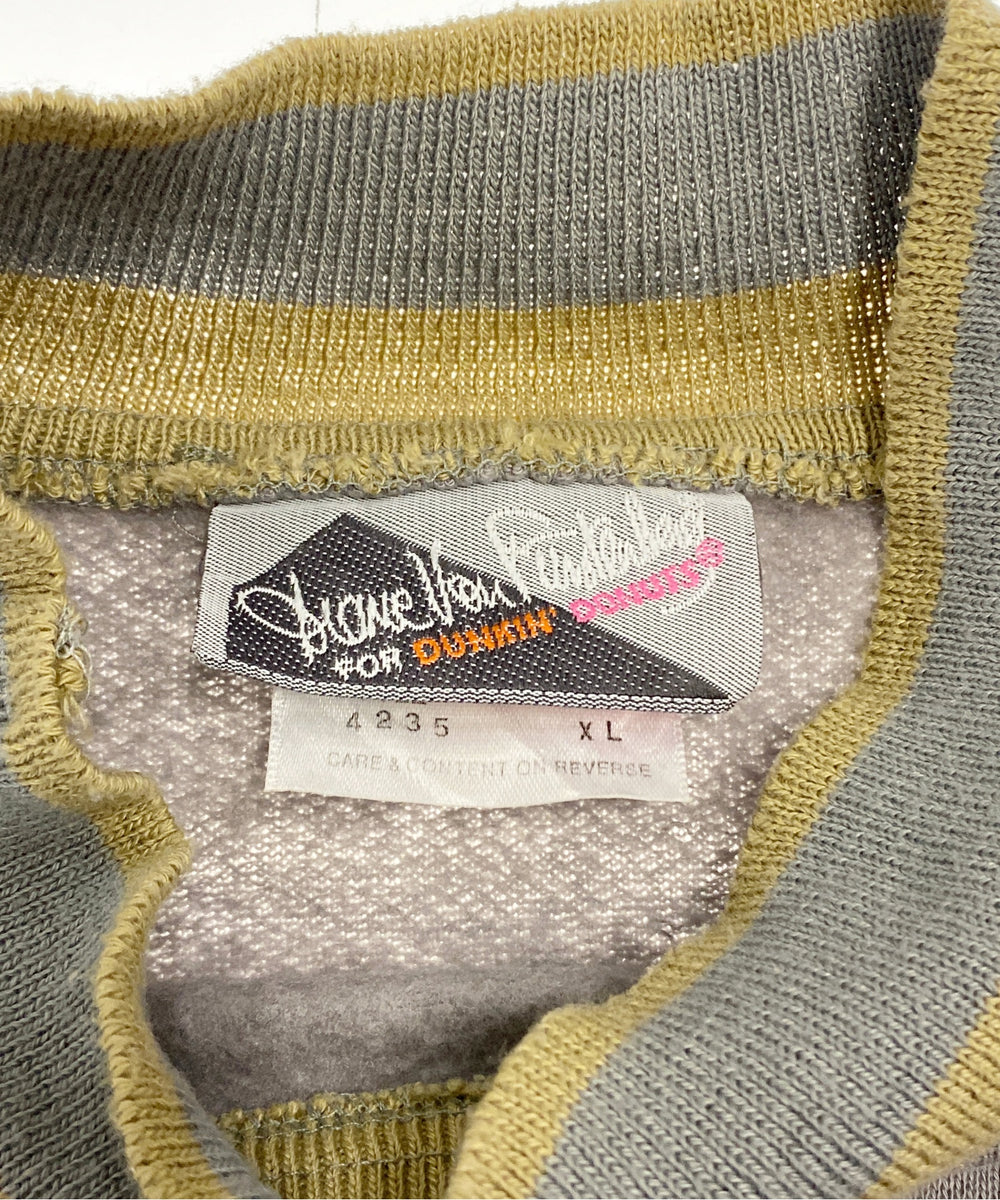 Diane Von Furstenberg
FOR DUNKIN' DONUTS®
4235 XL
CARE & CONTENT ON REVERSE